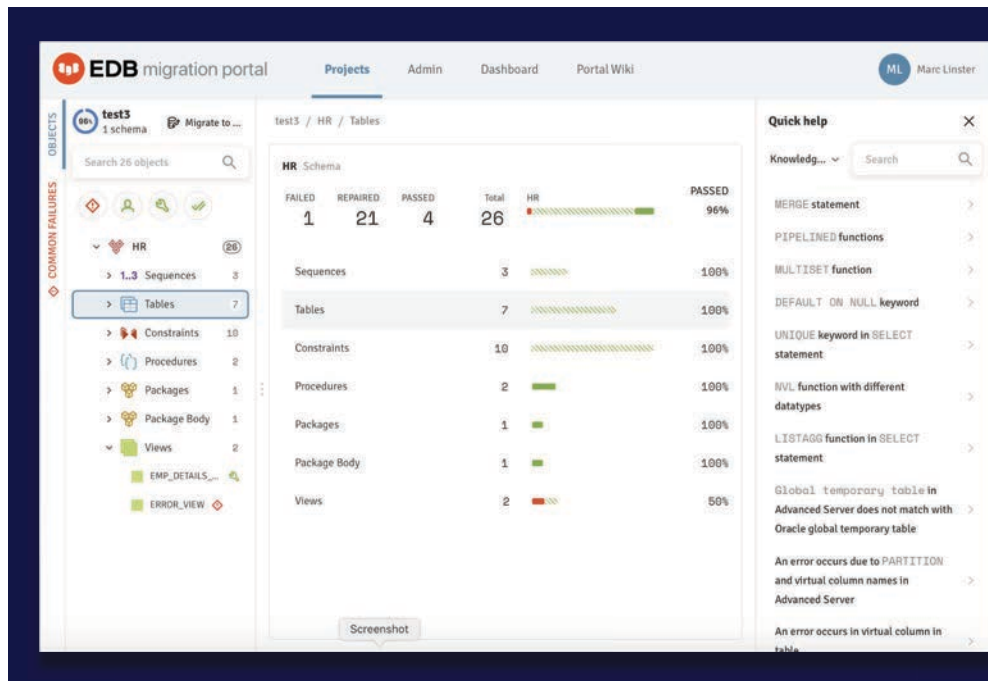 EDB migration portal
Projects
Admin
Dashboard
Portal Wiki
ML
Marc Linster
OBJECTS
COMMON FAILURES
96%
test3
1 schema
Migrate to ...
Search 26 objects
HR
26
1..3 Sequences 3
Tables 7
Constraints 10
Procedures 2
Packages 1
Package Body 1
Views 2
EMP_DETAILS_...
ERROR_VIEW
test3 / HR / Tables
HR Schema
FAILED REPAIRED PASSED Total HR PASSED
1 21 4 26 96%
Sequences 3 100%
Tables 7 100%
Constraints 10 100%
Procedures 2 100%
Packages 1 100%
Package Body 1 100%
Views 2 50%
Screenshot
Quick help
Knowledg...
Search
MERGE statement
PIPELINED functions
MULTISET function
DEFAULT ON NULL keyword
UNIQUE keyword in SELECT
statement
NVL function with different
datatypes
LISTAGG function in SELECT
statement
Global temporary table in
Advanced Server does not match with
Oracle global temporary table
An error occurs due to PARTITION
and virtual column names in
Advanced Server
An error occurs in virtual column in
table